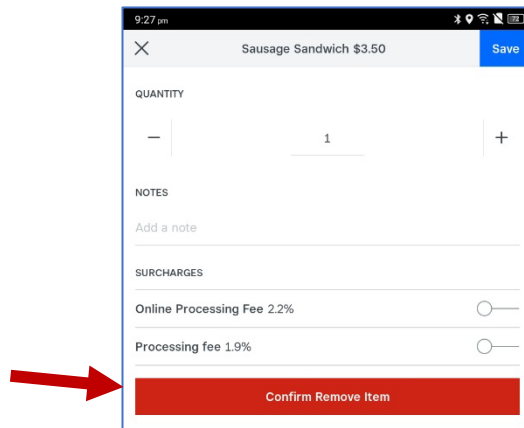 9:27 pm
72
Sausage Sandwich $3.50
Save
QUANTITY
1
NOTES
Add a note
SURCHARGES
Online Processing Fee 2.2%
Processing fee 1.9%
Confirm Remove Item